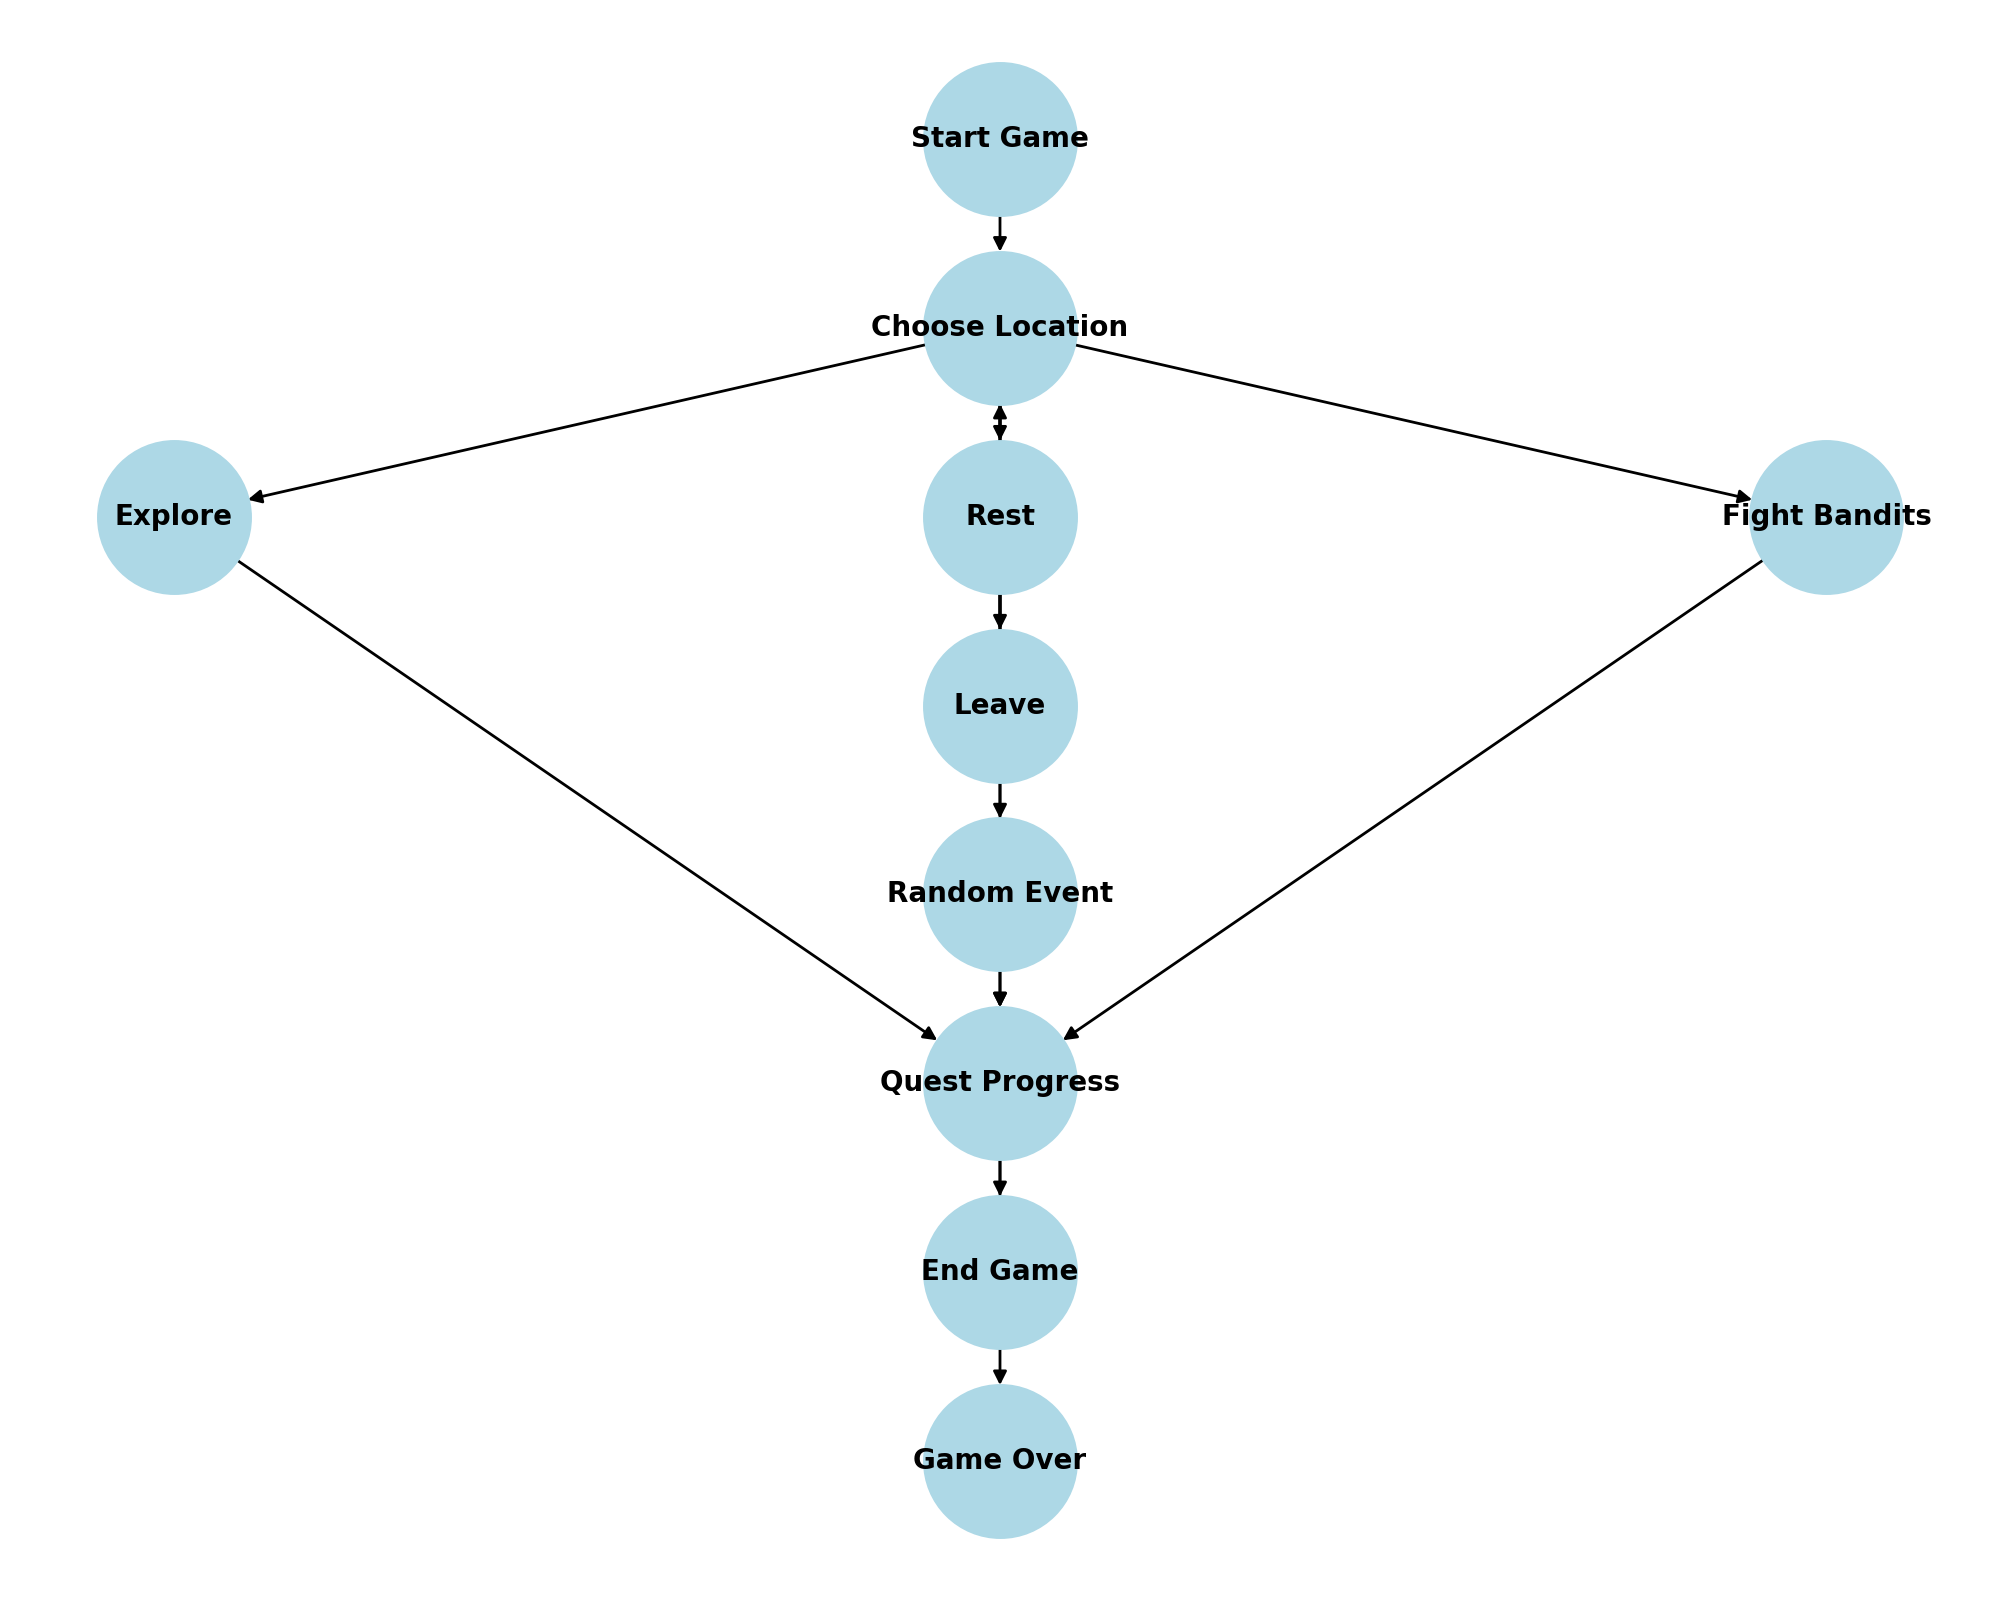 Start Game
Choose Location
Explore
Rest
Fight Bandits
Leave
Random Event
Quest Progress
End Game
Game Over